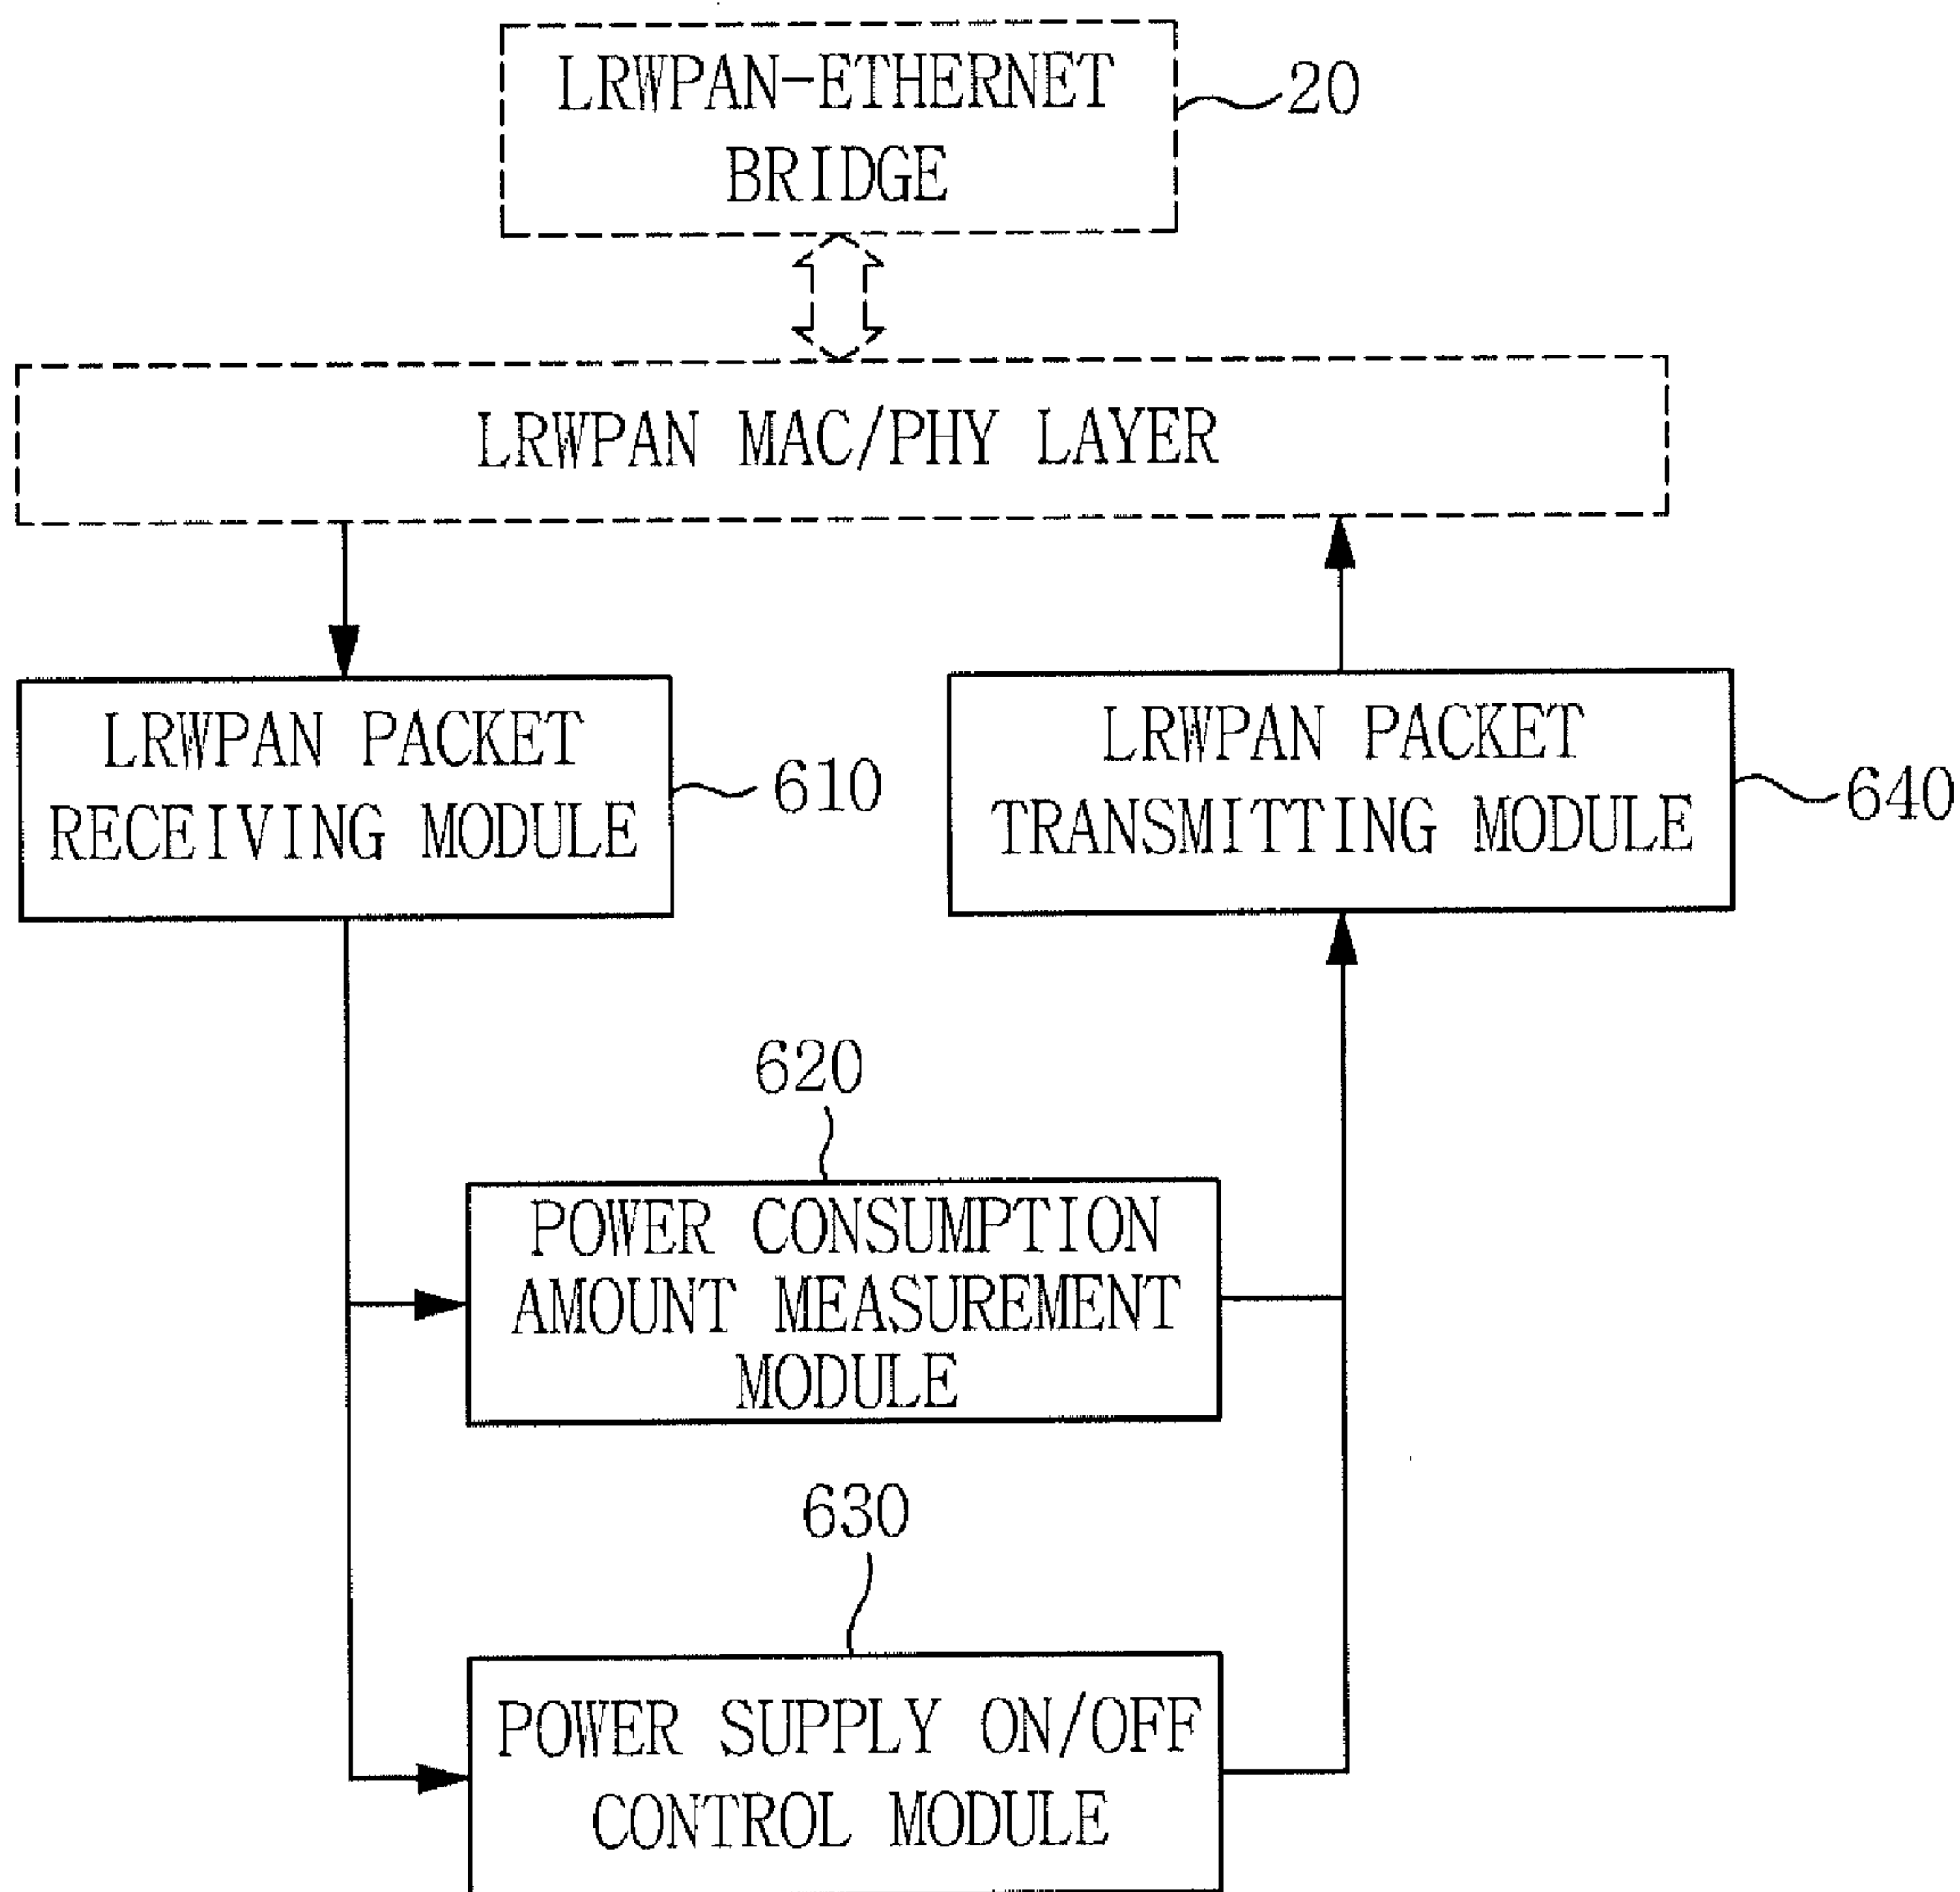 LRWPAN-ETHERNET
BRIDGE
20
LRWPAN MAC/PHY LAYER
LRWPAN PACKET
RECEIVING MODULE
610
LRWPAN PACKET
TRANSMITTING MODULE
640
620
POWER CONSUMPTION
AMOUNT MEASUREMENT
MODULE
630
POWER SUPPLY ON/OFF
CONTROL MODULE